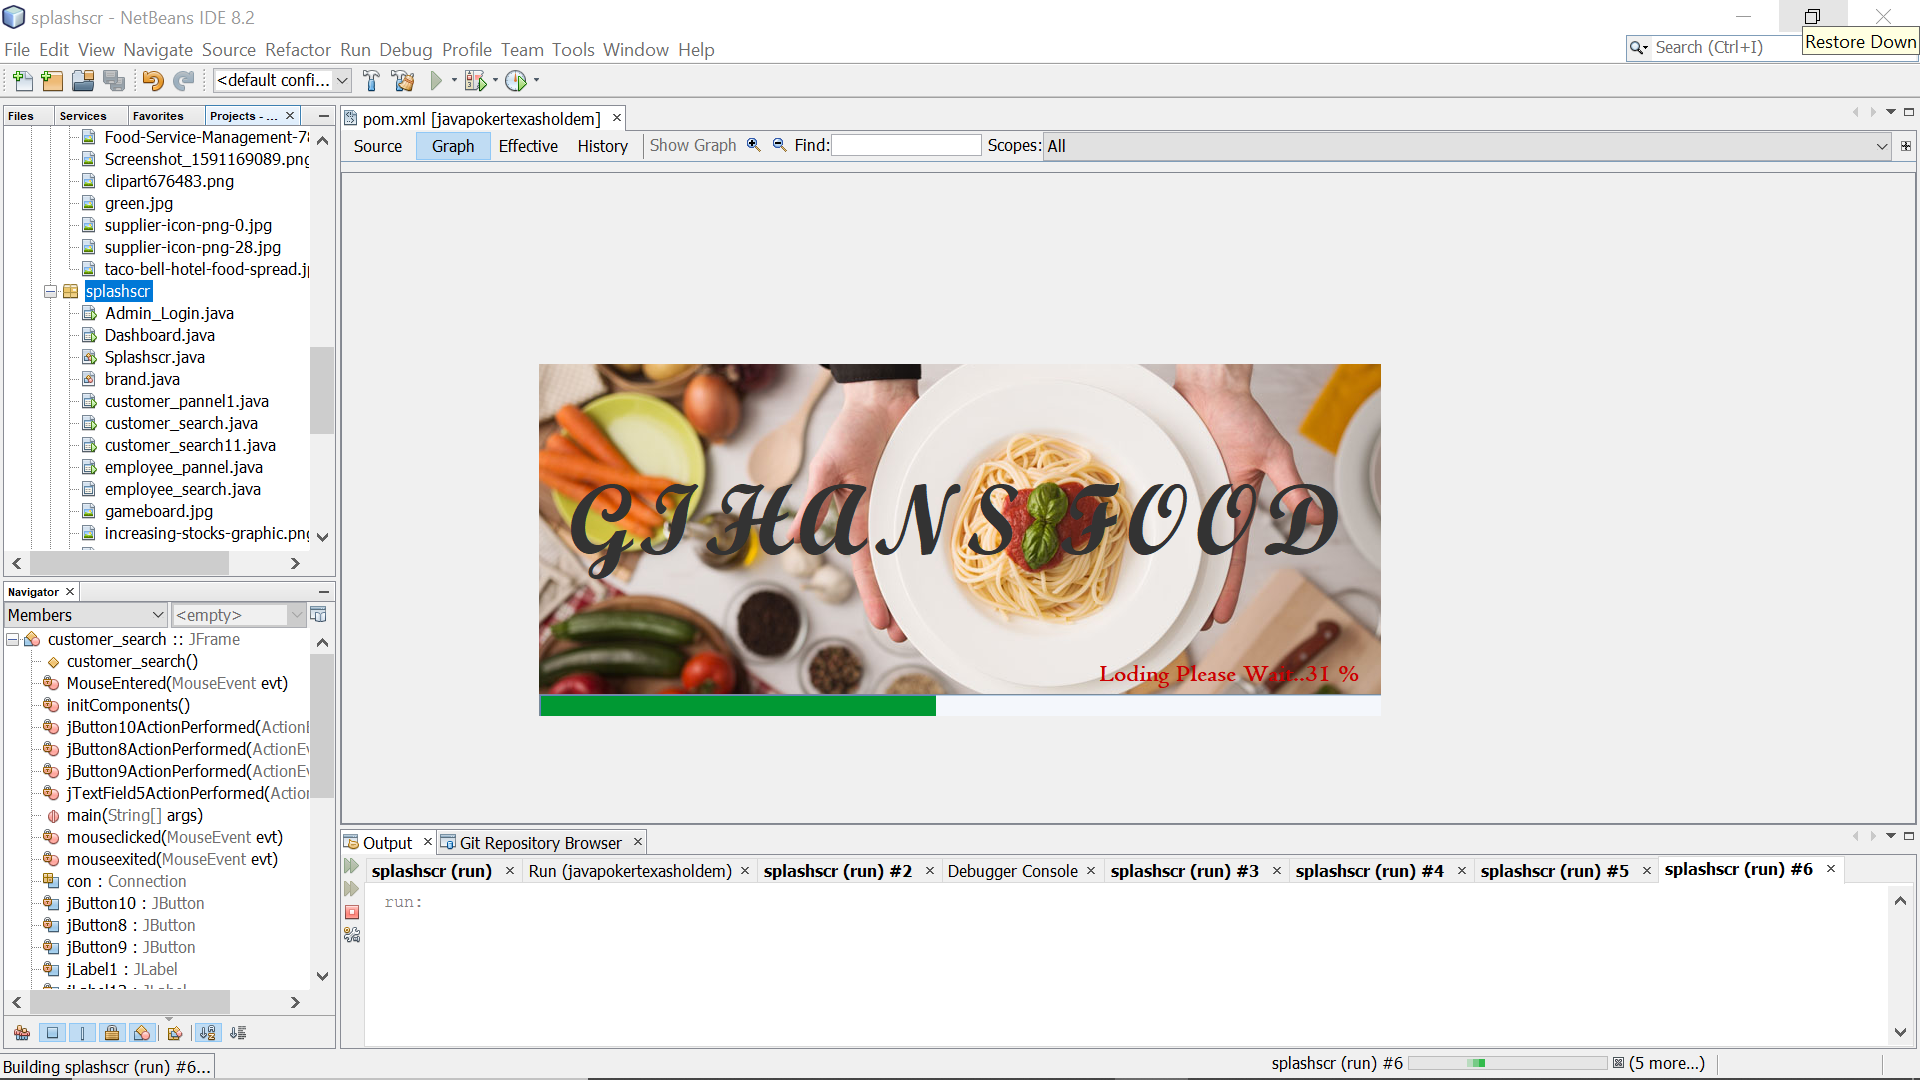 splashscr - NetBeans IDE 8.2
File Edit View Navigate Source Refactor Run Debug Profile Team Tools Window Help
Search (Ctrl+I)
Restore Down
<default confi...
Files Services Favorites Projects - ...
Food-Service-Management-78
Screenshot_1591169089.png
clipart676483.png
green.jpg
supplier-icon-png-0.jpg
supplier-icon-png-28.jpg
taco-bell-hotel-food-spread.j
splashscr
Admin_Login.java
Dashboard.java
Splashscr.java
brand.java
customer_pannel1.java
customer_search.java
customer_search11.java
employee_pannel.java
employee_search.java
gameboard.jpg
increasing-stocks-graphic.png
Navigator
Members <empty>
customer_search :: JFrame
customer_search()
MouseEntered(MouseEvent evt)
initComponents()
jButton10ActionPerformed(Action
jButton8ActionPerformed(ActionEv
jButton9ActionPerformed(ActionEv
jTextField5ActionPerformed(Action
main(String[] args)
mouseclicked(MouseEvent evt)
mouseexited(MouseEvent evt)
con : Connection
jButton10 : JButton
jButton8 : JButton
jButton9 : JButton
jLabel1 : JLabel
pom.xml [javapokertexasholdem]
Source Graph Effective History Show Graph Find: Scopes: All
GIHANS FOOD
Loding Please Wait..31 %
Output Git Repository Browser
splashscr (run) Run (javapokertexasholdem) splashscr (run) #2 Debugger Console splashscr (run) #3 splashscr (run) #4 splashscr (run) #5 splashscr (run) #6
run:
Building splashscr (run) #6...
splashscr (run) #6 (5 more...)